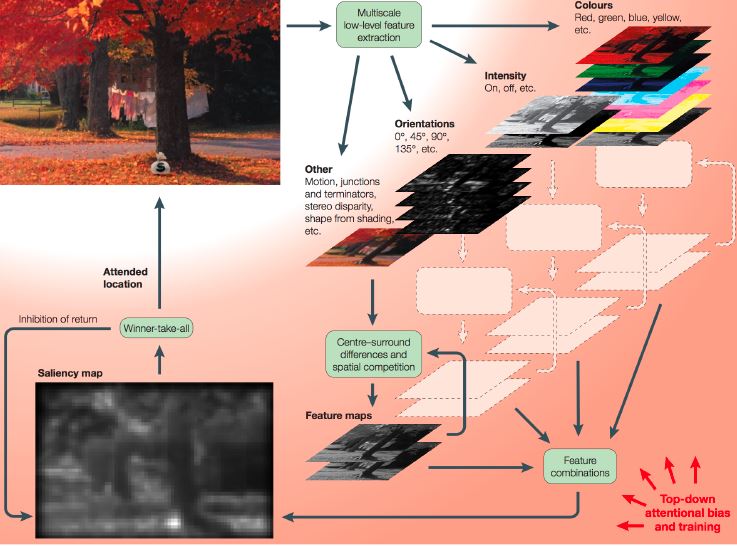 Multiscale
low-level feature
extraction
Colours
Red, green, blue, yellow,
etc.
Intensity
On, off, etc.
Orientations
0°, 45°, 90°,
135°, etc.
Other
Motion, junctions
and terminators,
stereo disparity,
shape from shading,
etc.
$
Attended
location
Inhibition of return
Winner-take-all
Centre–surround
differences and
spatial competition
Saliency map
Feature maps
Feature
combinations
Top-down
attentional bias
and training